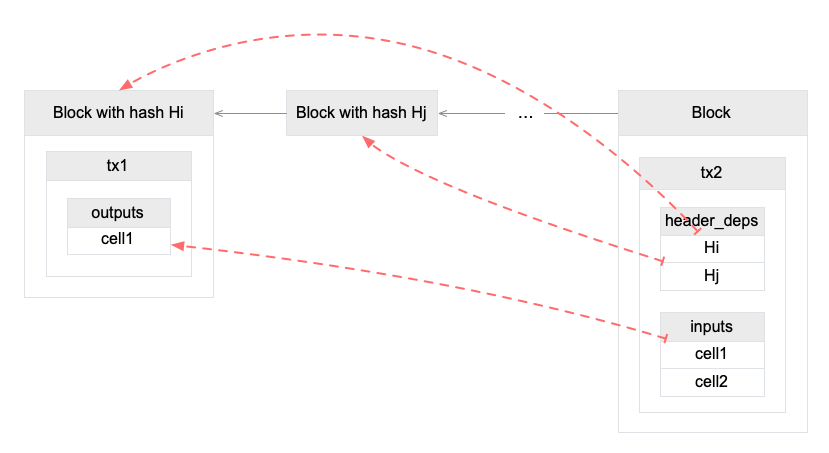 Block with hash Hi
Block with hash Hj
...
Block
tx1
outputs
cell1
tx2
header_deps
Hi
Hj
inputs
cell1
cell2